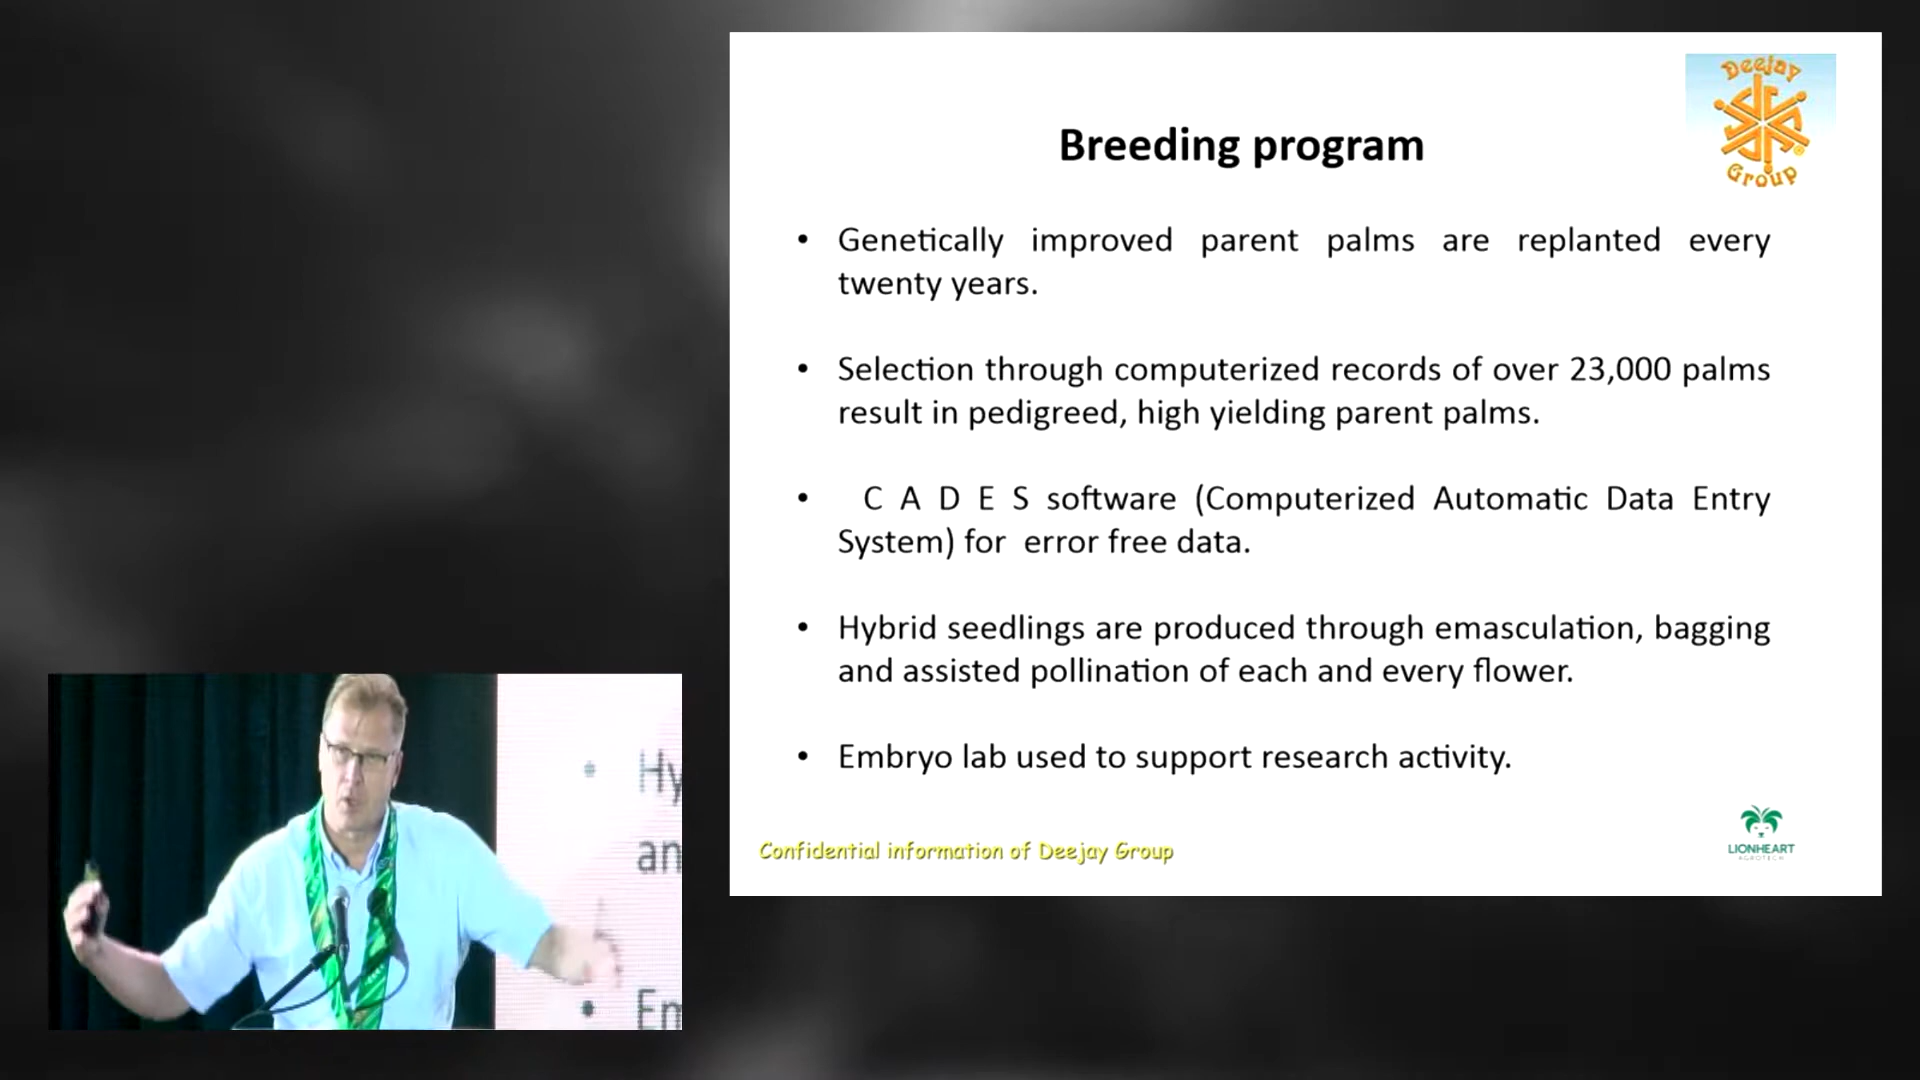 Deejay
Group
Breeding program
• Genetically improved parent palms are replanted every
twenty years.
• Selection through computerized records of over 23,000 palms
result in pedigreed, high yielding parent palms.
• C A D E S software (Computerized Automatic Data Entry
System) for error free data.
• Hybrid seedlings are produced through emasculation, bagging
and assisted pollination of each and every flower.
• Embryo lab used to support research activity.
Confidential information of Deejay Group
LIONHEART
AGROTECH
• Hy
an
• Em